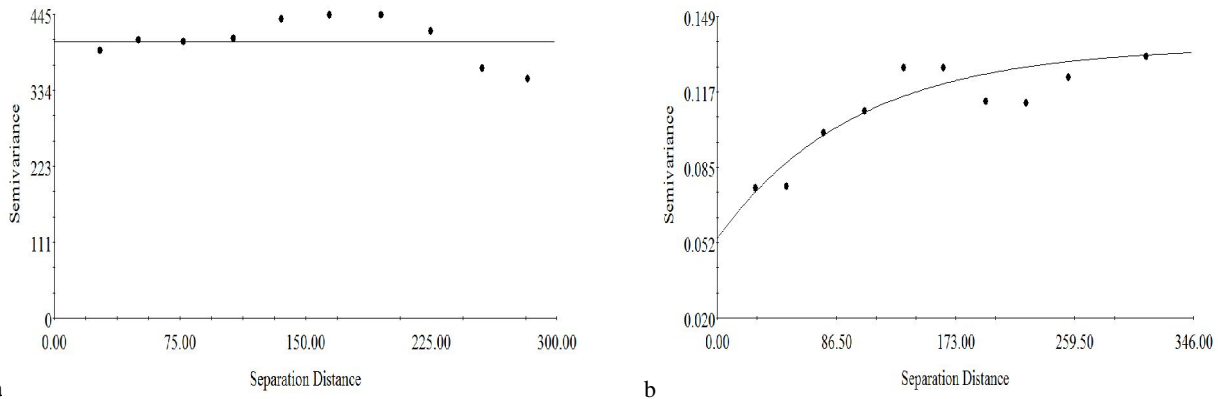 445
334
223
111
0
Semivariance
0.00 75.00 150.00 225.00 300.00
Separation Distance
a
0.149
0.117
0.085
0.052
0.020
Semivariance
0.00 86.50 173.00 259.50 346.00
Separation Distance
b